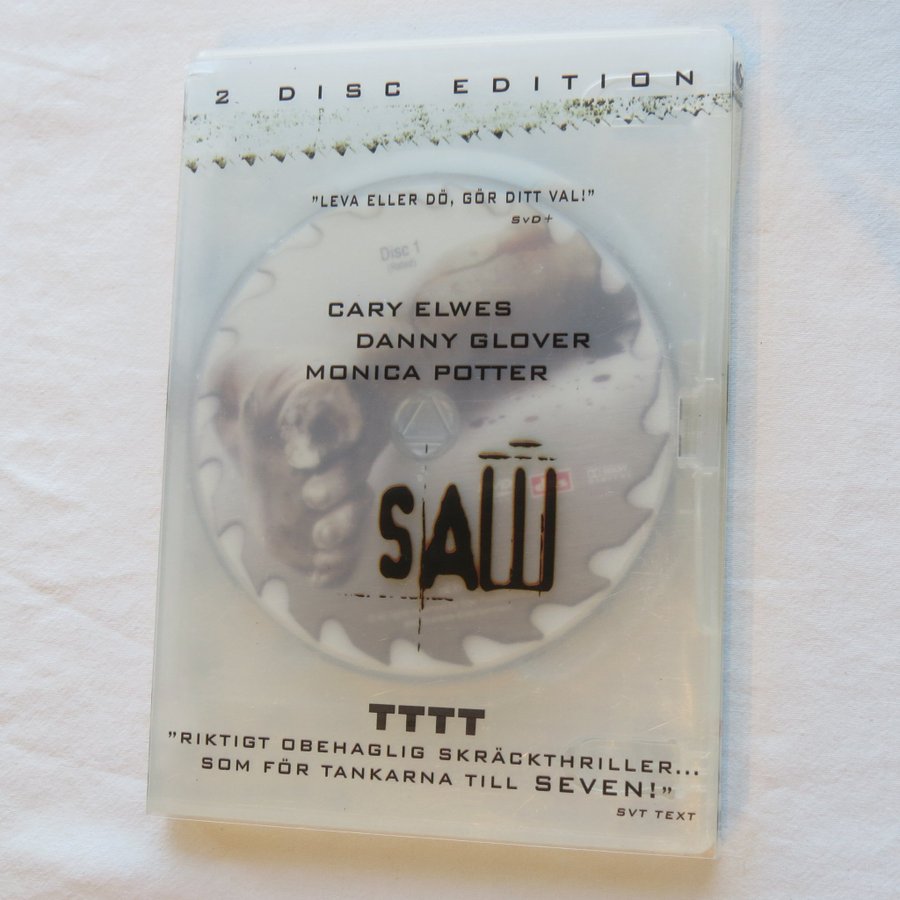 2 DISC EDITION
"LEVA ELLER DÖ, GÖR DITT VAL!"
SvD+
Disc 1
CARY ELWES
DANNY GLOVER
MONICA POTTER
SAW
dts
TTTT
"RIKTIGT OBEHAGLIG SKRÄCKTHRILLER...
SOM FÖR TANKARNA TILL SEVEN!"
SVT TEXT